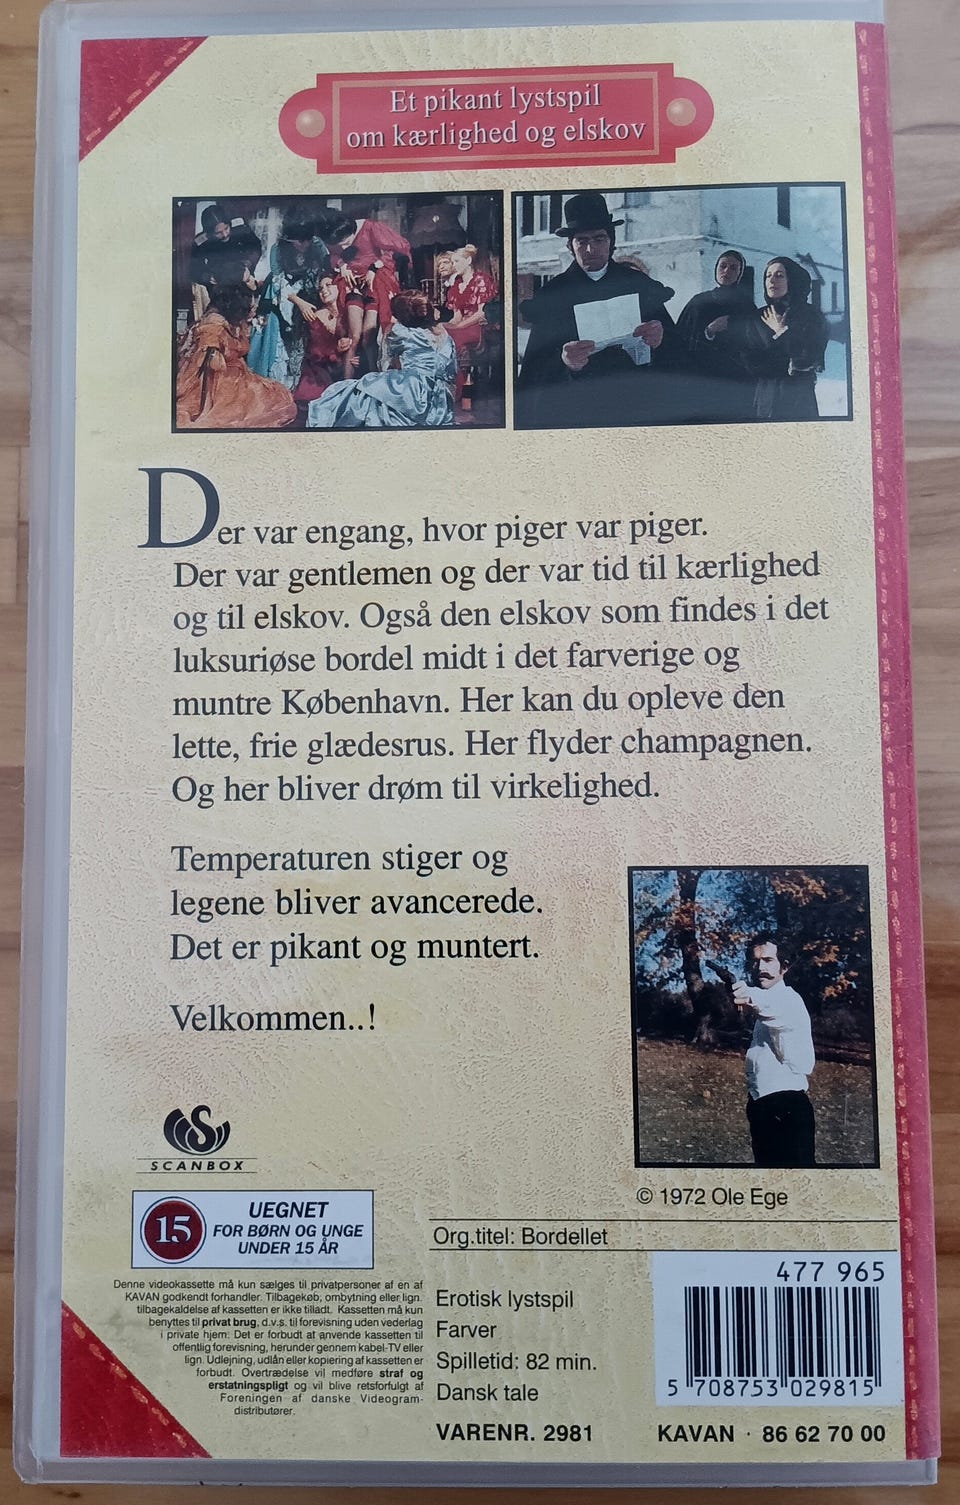 Et pikant lystspil
om kærlighed og elskov
Der var engang, hvor piger var piger.
Der var gentlemen og der var tid til kærlighed
og til elskov. Også den elskov som findes i det
luksuriøse bordel midt i det farverige og
muntre København. Her kan du opleve den
lette, frie glædesrus. Her flyder champagnen.
Og her bliver drøm til virkelighed.
Temperaturen stiger og
legene bliver avancerede.
Det er pikant og muntert.
Velkommen..!
SCANBOX
15
UEGNET
FOR BØRN OG UNGE
UNDER 15 ÅR
Denne videokassette må kun sælges til privatpersoner af en af
KAVAN godkendt forhandler. Tilbagekøb, ombytning eller lign.
tilbagekaldelse af kassetten er ikke tilladt. Kassetten må kun
benyttes til privat brug, d.v.s. til forevisning uden vederlag
i private hjem. Det er forbudt at anvende kassetten til
offentlig forevisning, herunder gennem kabel-TV eller
lign. Udlejning, udlån eller kopiering af kassetten er
forbudt. Overtrædelse vil medføre straf og
erstatningspligt og vil blive retsforfulgt af
Foreningen af danske Videogram-
distributører.
© 1972 Ole Ege
Org.titel: Bordellet
Erotisk lystspil
Farver
Spilletid: 82 min.
Dansk tale
VARENR. 2981
477 965
5 708753 029815
KAVAN · 86 62 70 00